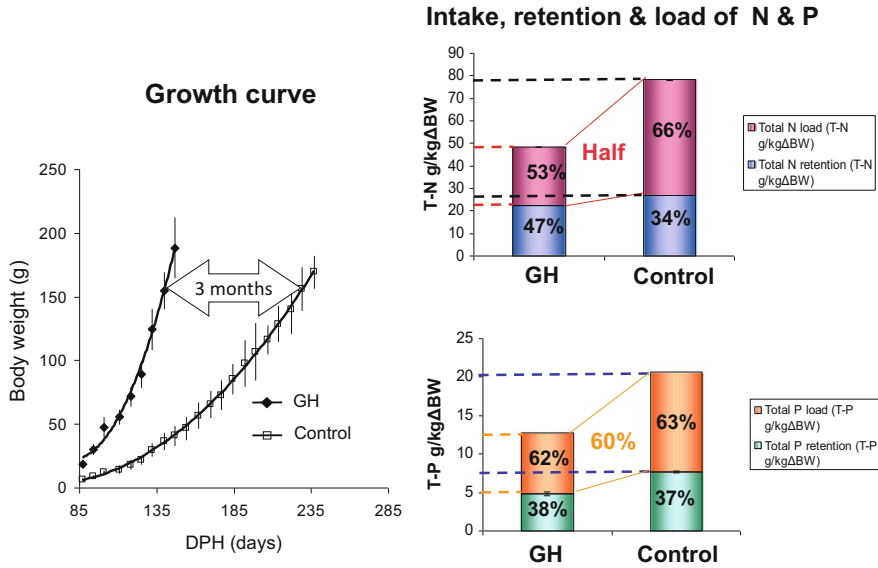 Intake, retention & load of N & P
Growth curve
Body weight (g)
250
200
150
100
50
0
85
135
185
235
285
DPH (days)
3 months
GH
Control
T-N g/kgΔBW
90
80
70
60
50
40
30
20
10
0
53%
47%
Half
66%
34%
GH
Control
Total N load (T-N
g/kgΔBW)
Total N retention (T-N
g/kgΔBW)
T-P g/kgΔBW
25
20
15
10
5
0
62%
38%
60%
63%
37%
GH
Control
Total P load (T-P
g/kgΔBW)
Total P retention (T-P
g/kgΔBW)